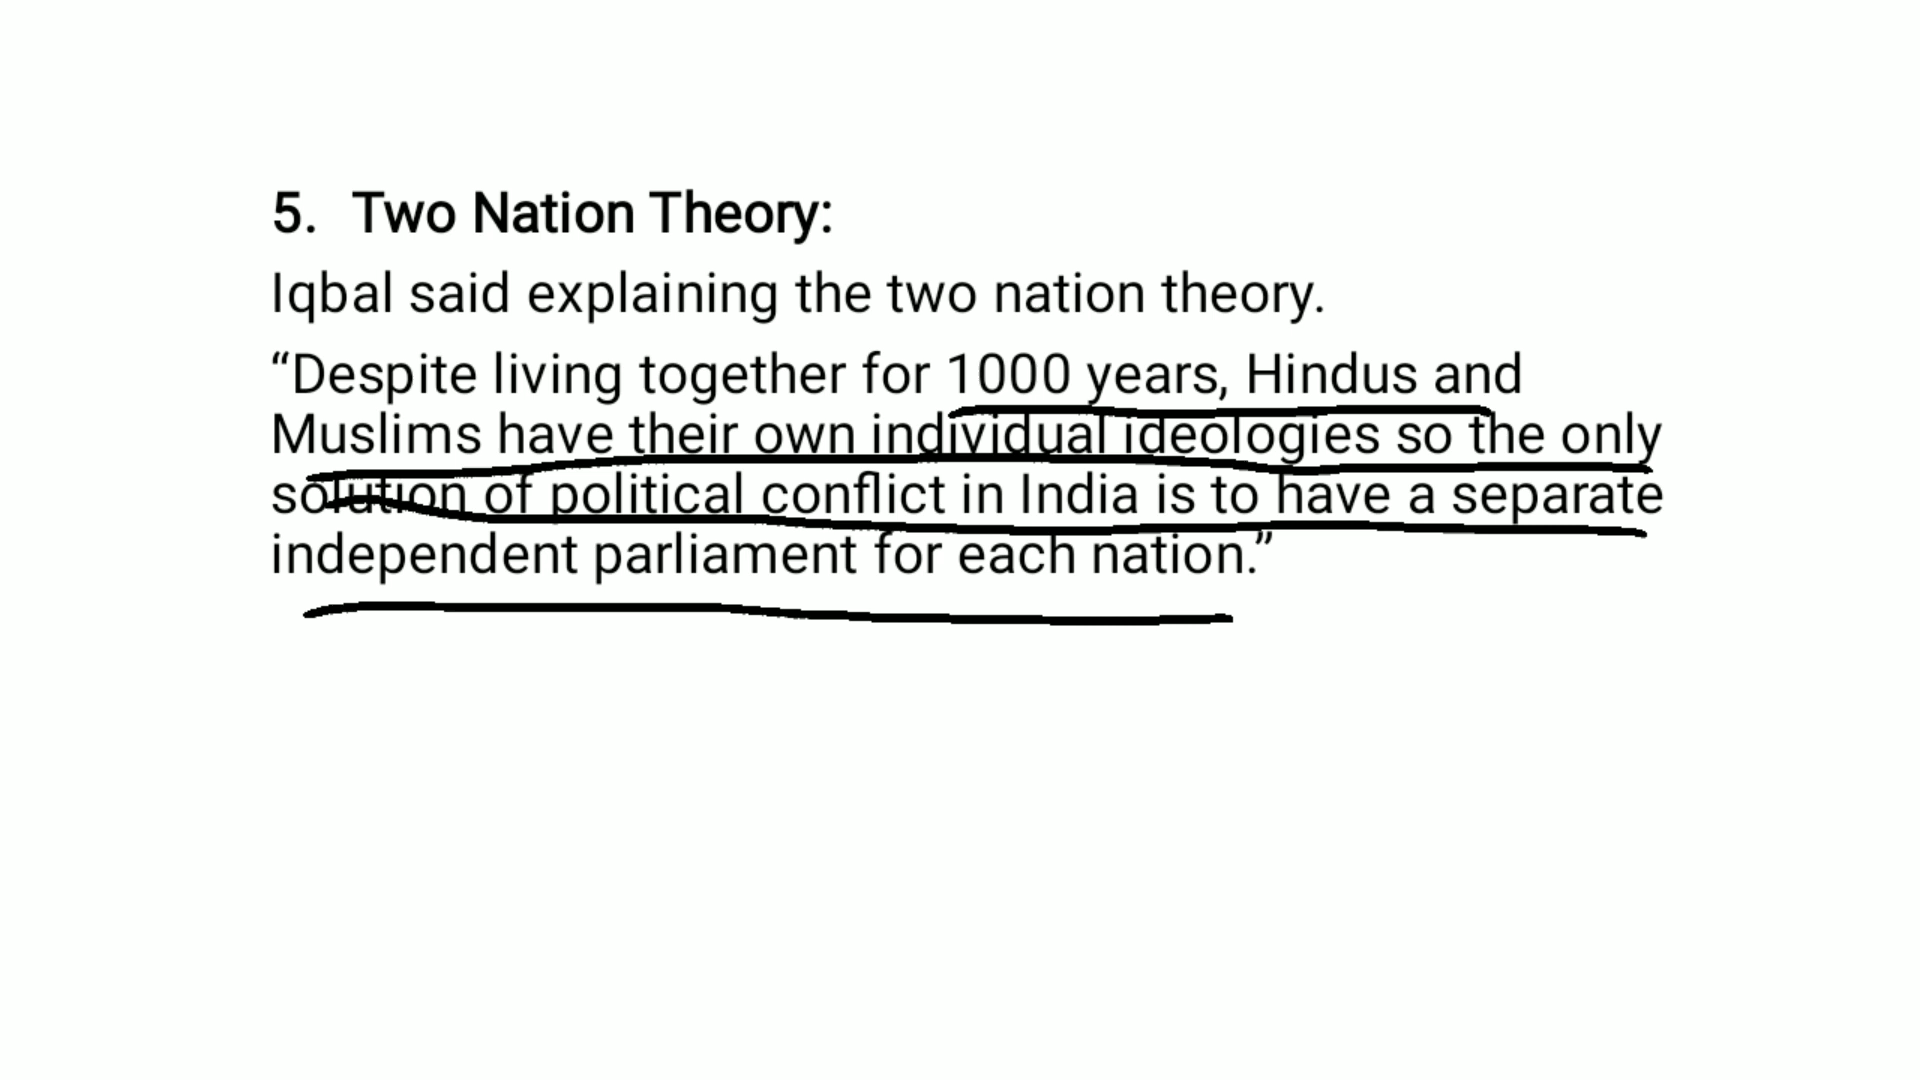 5. Two Nation Theory:
Iqbal said explaining the two nation theory.
“Despite living together for 1000 years, Hindus and
Muslims have their own individual ideologies so the only
solution of political conflict in India is to have a separate
independent parliament for each nation.”